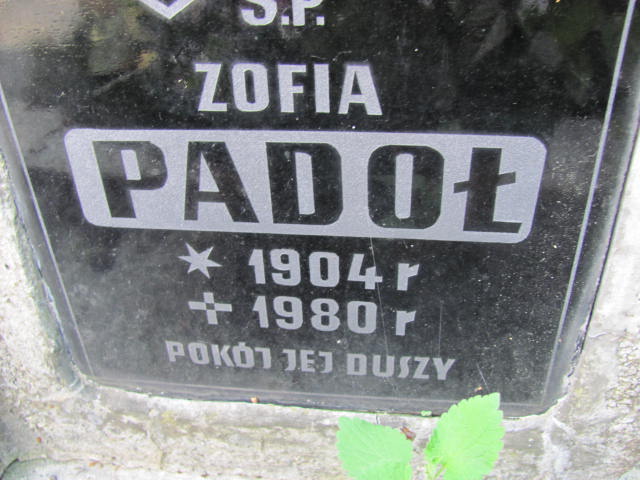 Ś.P.
ZOFIA
PADOŁ
1904 r
1980 r
POKÓJ JEJ DUSZY